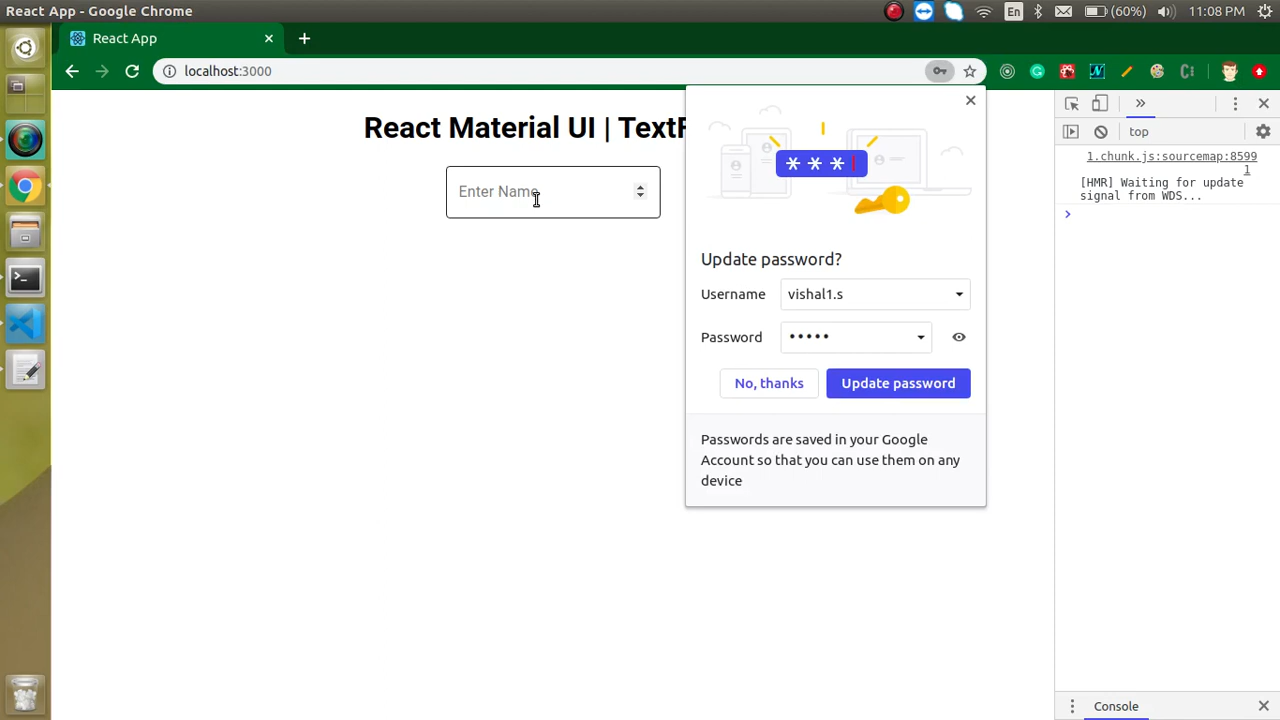 React App - Google Chrome
En
(60%)
11:08 PM
React App
localhost:3000
React Material UI | TextF
Enter Name
* * *
Update password?
Username
vishal1.s
Password
•••••
No, thanks
Update password
Passwords are saved in your Google
Account so that you can use them on any
device
top
1.chunk.js:sourcemap:8599
1
[HMR] Waiting for update
signal from WDS...
Console